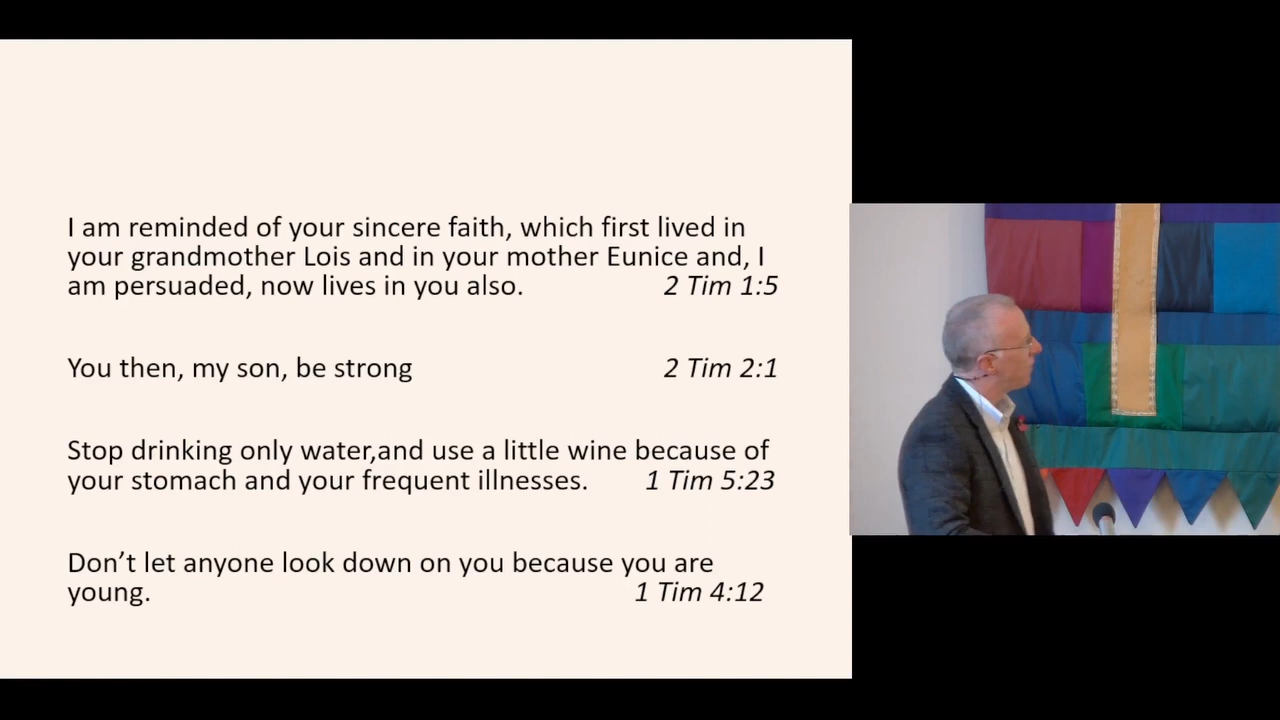 I am reminded of your sincere faith, which first lived in
your grandmother Lois and in your mother Eunice and, I
am persuaded, now lives in you also. 2 Tim 1:5
You then, my son, be strong 2 Tim 2:1
Stop drinking only water,and use a little wine because of
your stomach and your frequent illnesses. 1 Tim 5:23
Don’t let anyone look down on you because you are
young. 1 Tim 4:12